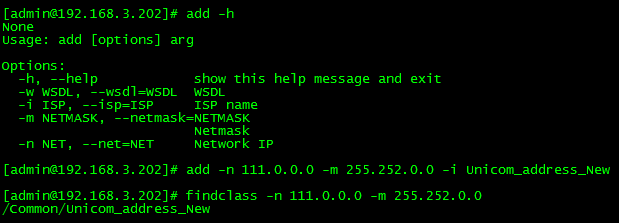 [admin@192.168.3.202]# add -h
None
Usage: add [options] arg
Options:
-h, --help show this help message and exit
-w WSDL, --wsdl=WSDL WSDL
-i ISP, --isp=ISP ISP name
-m NETMASK, --netmask=NETMASK
Netmask
-n NET, --net=NET Network IP
[admin@192.168.3.202]# add -n 111.0.0.0 -m 255.252.0.0 -i Unicom_address_New
[admin@192.168.3.202]# findclass -n 111.0.0.0 -m 255.252.0.0
/common/Unicom_address_New